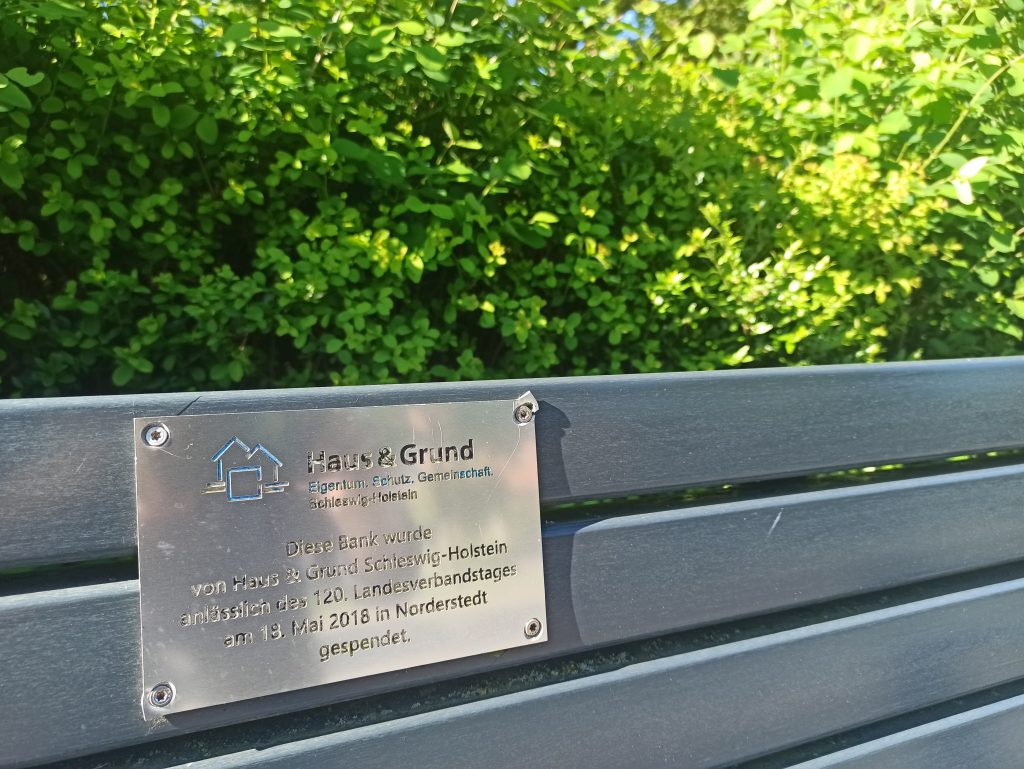 Haus & Grund
Eigentum. Schutz. Gemeinschaft.
Schleswig-Holstein
Diese Bank wurde
von Haus & Grund Schleswig-Holstein
anlässlich des 120. Landesverbandstages
am 18. Mai 2018 in Norderstedt
gespendet.